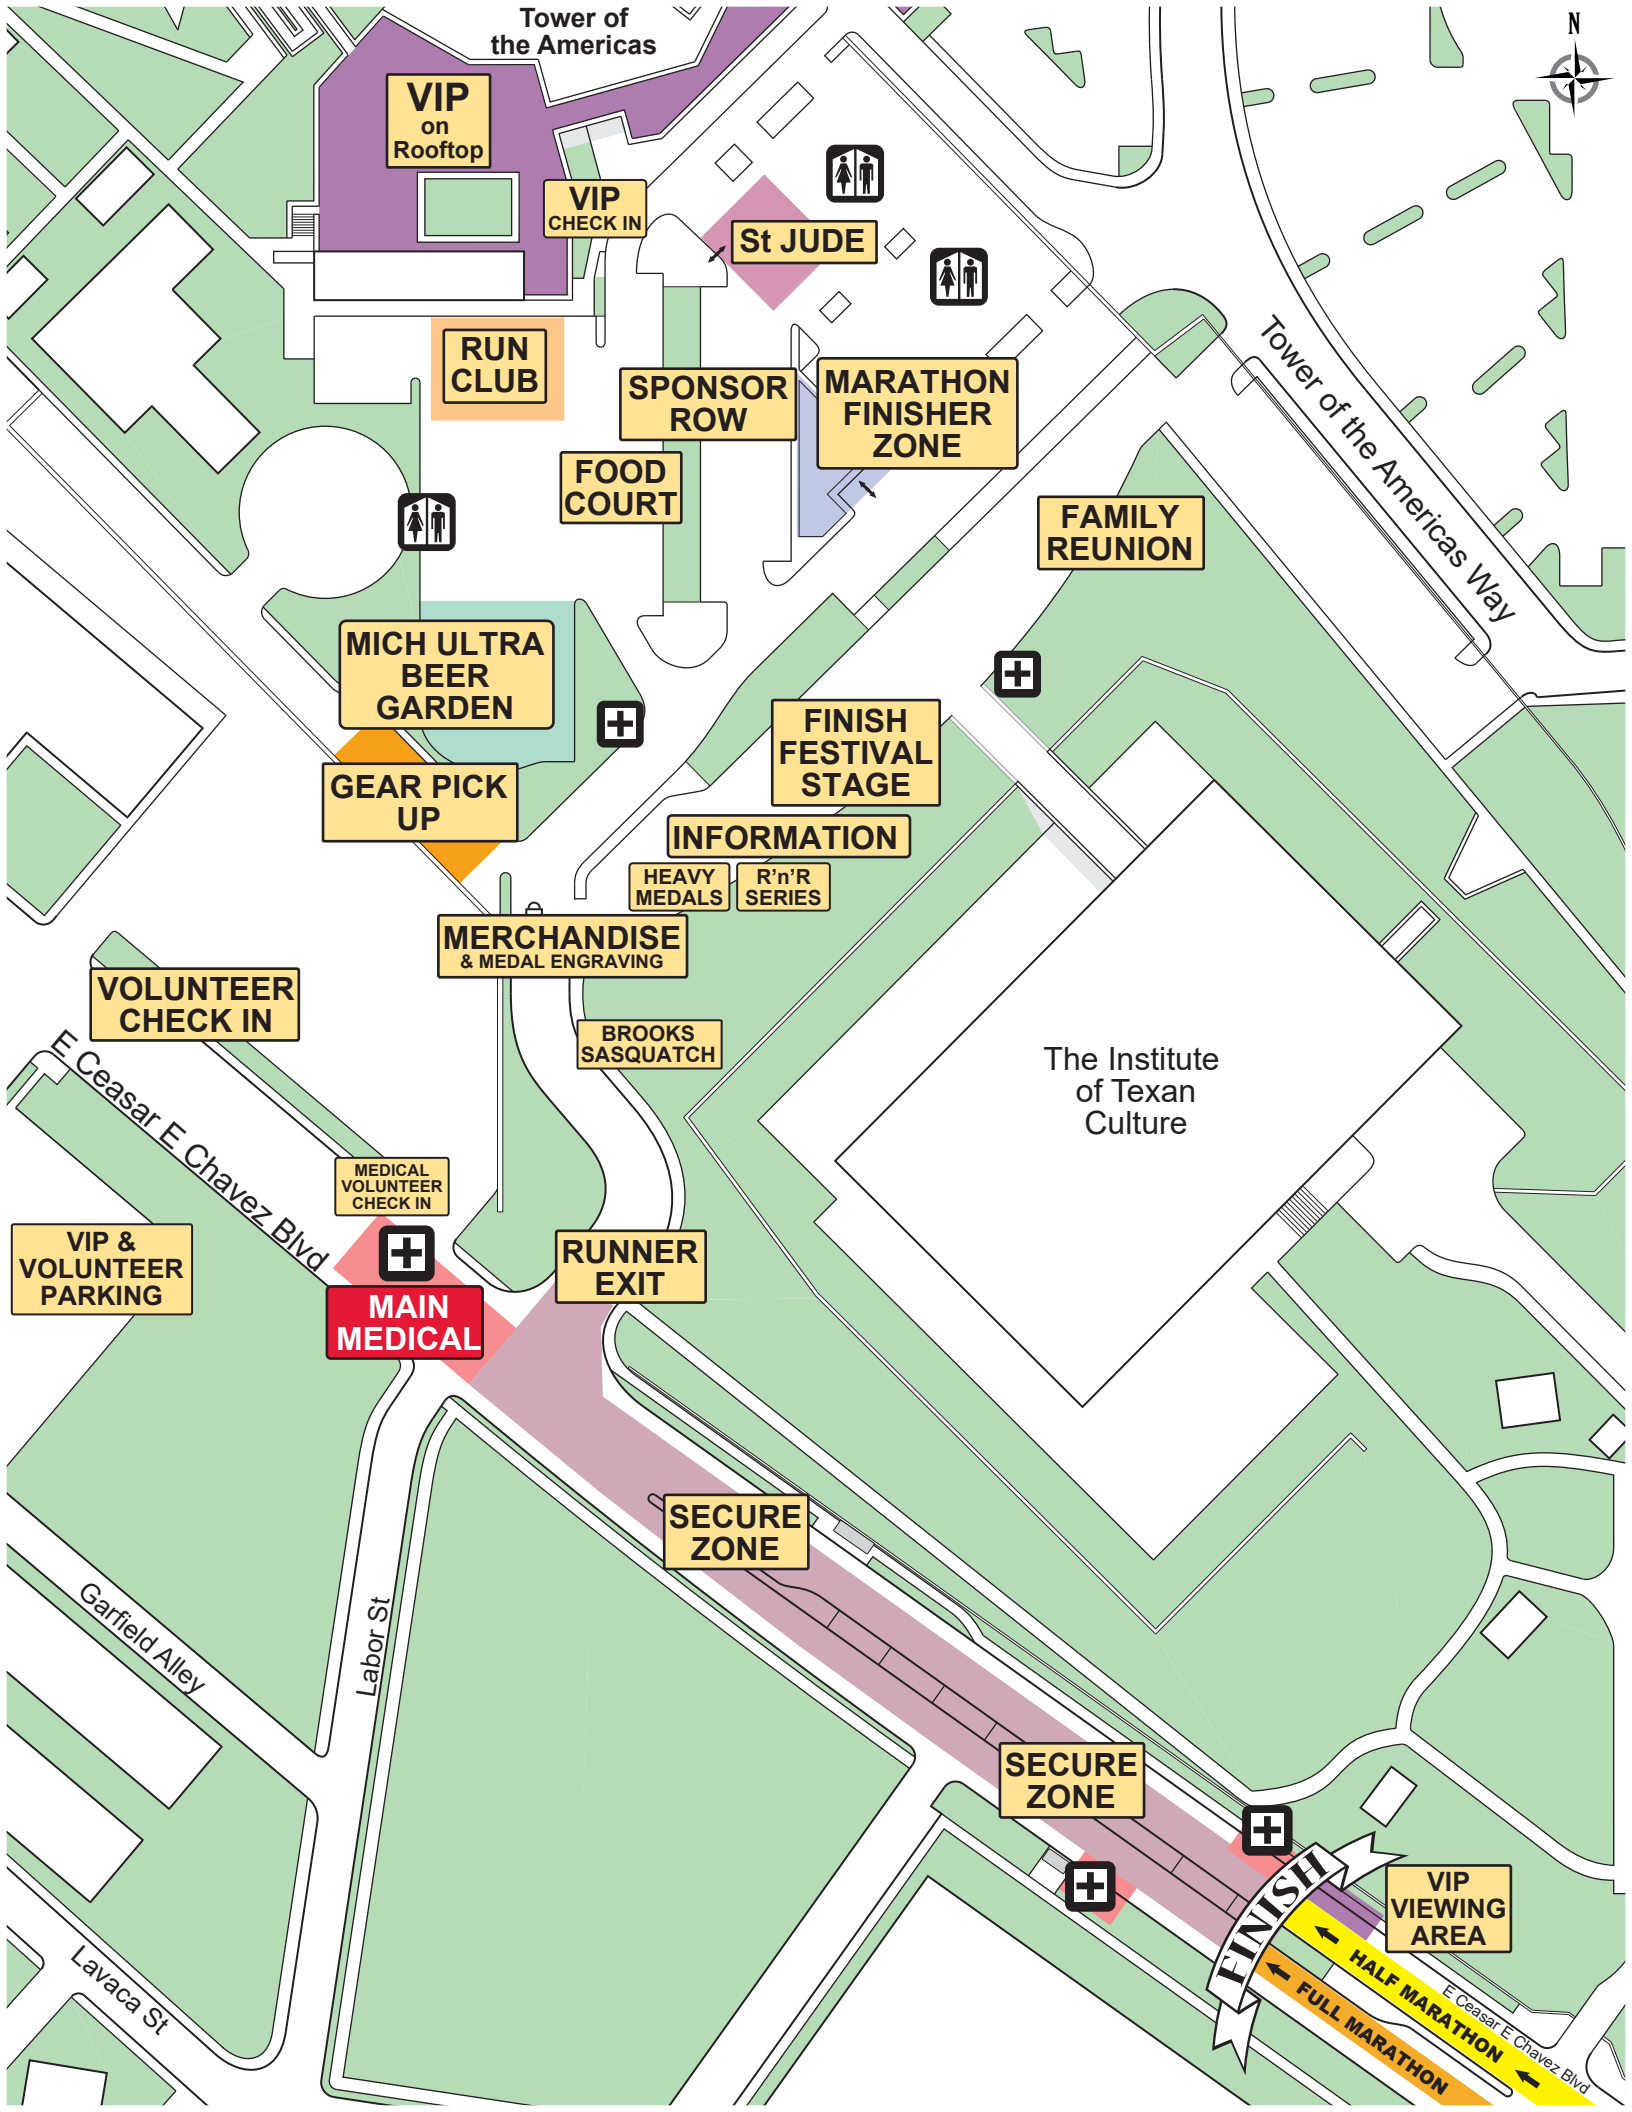 Tower of
the Americas
N
VIP
on
Rooftop
VIP
CHECK IN
St JUDE
RUN
CLUB
SPONSOR
ROW
MARATHON
FINISHER
ZONE
Tower of the Americas Way
FOOD
COURT
FAMILY
REUNION
MICH ULTRA
BEER
GARDEN
FINISH
FESTIVAL
STAGE
GEAR PICK
UP
INFORMATION
HEAVY
MEDALS
R'n'R
SERIES
MERCHANDISE
& MEDAL ENGRAVING
VOLUNTEER
CHECK IN
BROOKS
SASQUATCH
E Ceasar E Chavez Blvd
The Institute
of Texan
Culture
MEDICAL
VOLUNTEER
CHECK IN
VIP &
VOLUNTEER
PARKING
RUNNER
EXIT
MAIN
MEDICAL
SECURE
ZONE
Garfield Alley
Labor St
SECURE
ZONE
FINISH
VIP
VIEWING
AREA
HALF MARATHON
FULL MARATHON
E Ceasar E Chavez Blvd
Lavaca St